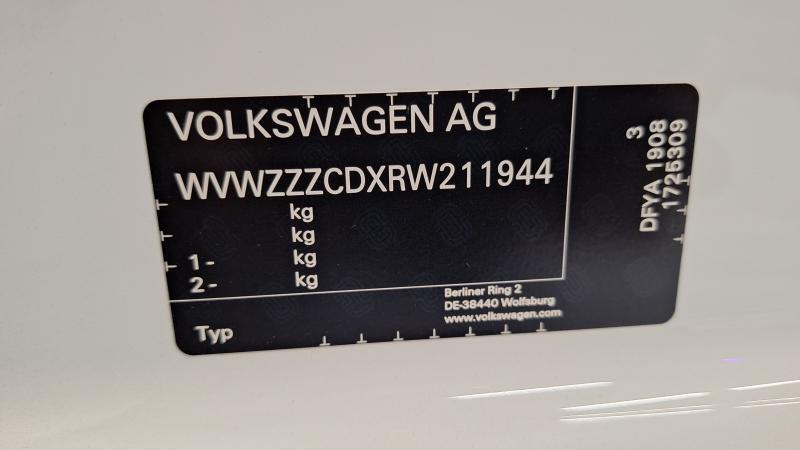 VOLKSWAGEN AG
WVWZZZCDXRW211944
kg
kg
1 - kg
2 - kg
Typ
Berliner Ring 2
DE-38440 Wolfsburg
www.volkswagen.com
3
DFYA 1908
1725309